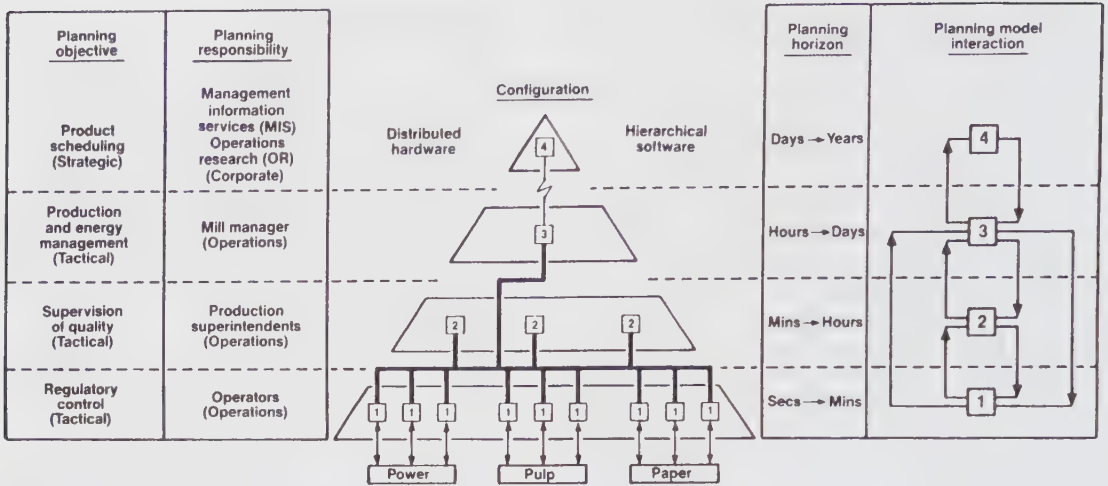 Planning
objective
Planning
responsibility
Product
scheduling
(Strategic)
Management
information
services (MIS)
Operations
research (OR)
(Corporate)
Production
and energy
management
(Tactical)
Mill manager
(Operations)
Supervision
of quality
(Tactical)
Production
superintendents
(Operations)
Regulatory
control
(Tactical)
Operators
(Operations)
Configuration
Distributed
hardware
Hierarchical
software
4
3
2 2 2
1 1 1 1 1 1 1 1 1
Power Pulp Paper
Planning
horizon
Days → Years
Hours → Days
Mins → Hours
Secs → Mins
Planning model
interaction
4
3
2
1